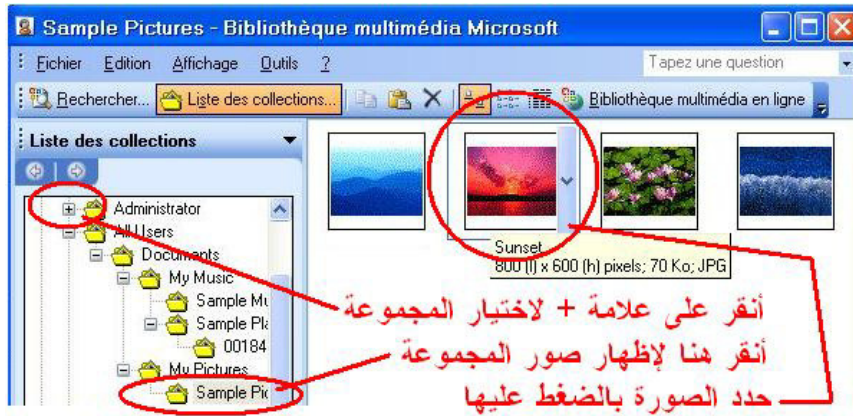 Sample Pictures - Bibliothèque multimédia Microsoft
Fichier Edition Affichage Outils ? Tapez une question
Rechercher... Liste des collections... Bibliothèque multimédia en ligne
Liste des collections
Administrator
All Users
Documents
My Music
Sample Mu
Sample Pla
00184
My Pictures
Sample Pic
Sunset
800 (l) x 600 (h) pixels; 70 Ko; JPG
أنقر على علامة + لاختيار المجموعة
أنقر هنا لإظهار صور المجموعة
حدد الصورة بالضغط عليها